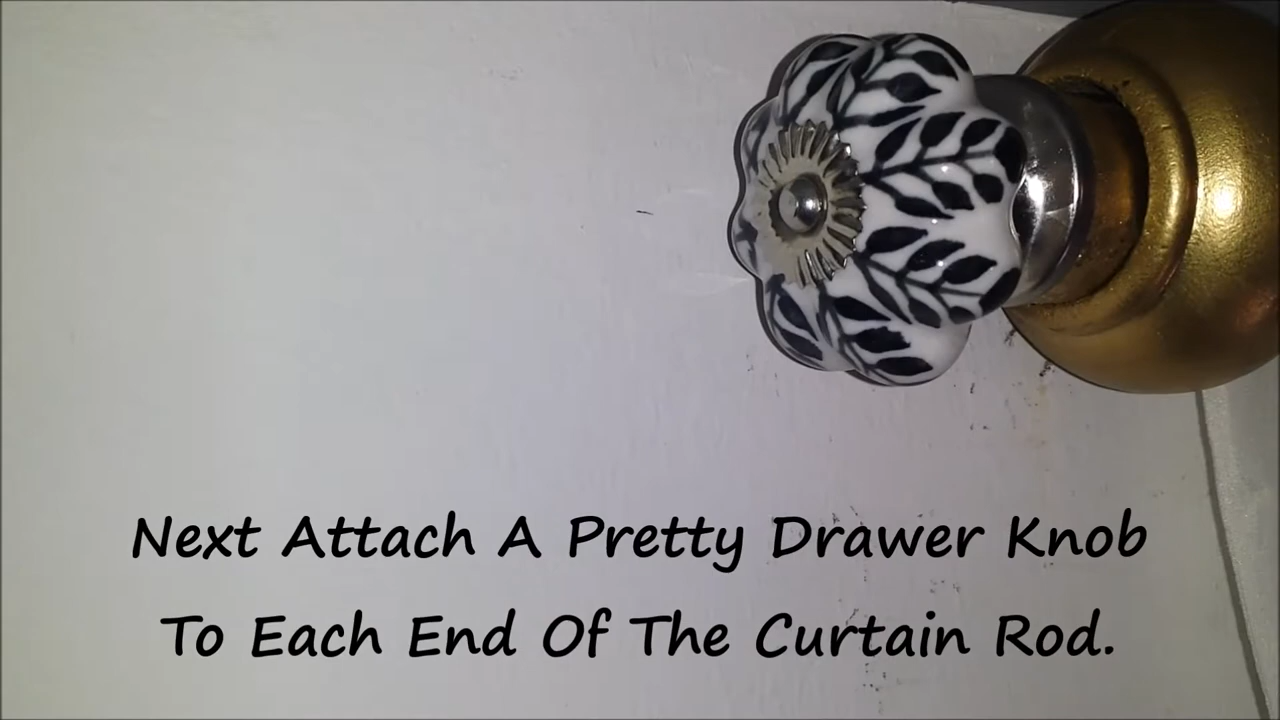 Next Attach A Pretty Drawer Knob
To Each End Of The Curtain Rod.